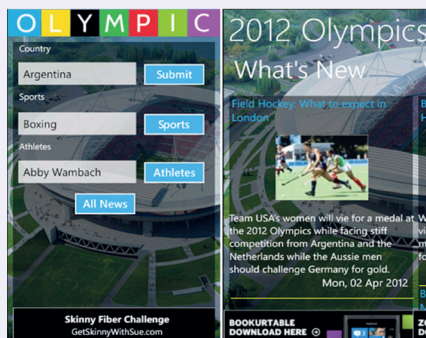 OLYMPIC
Country
Argentina
Submit
Sports
Boxing
Sports
Athletes
Abby Wambach
Athletes
All News
Skinny Fiber Challenge
GetSkinnyWithSue.com
2012 Olympics
What's New
Field Hockey: What to expect in
London
Team USA's women will vie for a medal at
the 2012 Olympics while facing stiff
competition from Argentina and the
Netherlands while the Aussie men
should challenge Germany for gold.
Mon, 02 Apr 2012
BOOKURTABLE
DOWNLOAD HERE